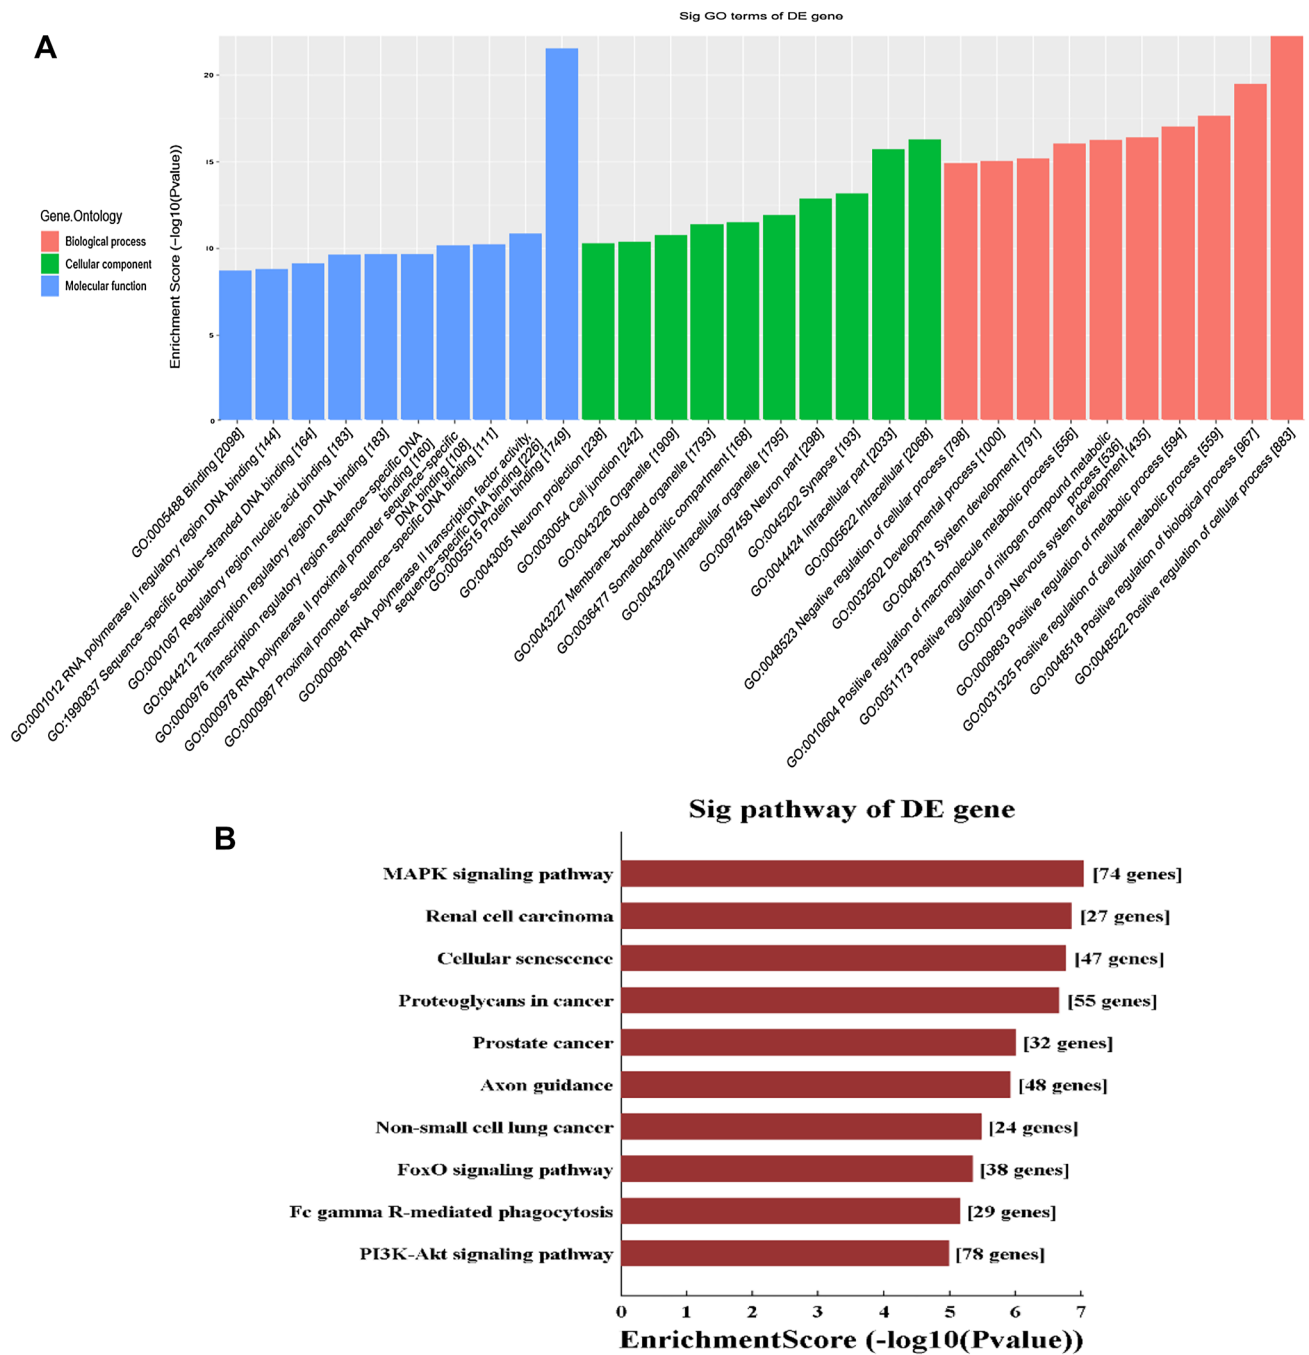 Sig GO terms of DE gene
A
Enrichment Score (−log10(Pvalue))
20
15
10
5
0
Gene.Ontology
Biological process
Cellular component
Molecular function
GO:0005488 Binding [2098]
GO:0001012 RNA polymerase II regulatory region DNA binding [144]
GO:1990837 Sequence−specific double−stranded DNA binding [164]
GO:0001067 Regulatory region nucleic acid binding [183]
GO:0044212 Transcription regulatory region DNA binding [183]
GO:0000976 Transcription regulatory region sequence−specific DNA
binding [160]
GO:0000978 RNA polymerase II proximal promoter sequence−specific
DNA binding [108]
GO:0000987 Proximal promoter sequence−specific DNA binding [111]
GO:0000981 RNA polymerase II transcription factor activity,
sequence−specific DNA binding [226]
GO:0005515 Protein binding [1749]
GO:0043005 Neuron projection [238]
GO:0030054 Cell junction [242]
GO:0043226 Organelle [1909]
GO:0043227 Membrane−bounded organelle [1793]
GO:0036477 Somatodendritic compartment [168]
GO:0043229 Intracellular organelle [1795]
GO:0097458 Neuron part [298]
GO:0045202 Synapse [193]
GO:0044424 Intracellular part [2033]
GO:0005622 Intracellular [2068]
GO:0048523 Negative regulation of cellular process [798]
GO:0032502 Developmental process [1000]
GO:0048731 System development [791]
GO:0010604 Positive regulation of macromolecule metabolic process [556]
GO:0051173 Positive regulation of nitrogen compound metabolic
process [536]
GO:0007399 Nervous system development [435]
GO:0009893 Positive regulation of metabolic process [594]
GO:0031325 Positive regulation of cellular metabolic process [559]
GO:0048518 Positive regulation of biological process [967]
GO:0048522 Positive regulation of cellular process [883]
B
Sig pathway of DE gene
MAPK signaling pathway [74 genes]
Renal cell carcinoma [27 genes]
Cellular senescence [47 genes]
Proteoglycans in cancer [55 genes]
Prostate cancer [32 genes]
Axon guidance [48 genes]
Non-small cell lung cancer [24 genes]
FoxO signaling pathway [38 genes]
Fc gamma R-mediated phagocytosis [29 genes]
PI3K-Akt signaling pathway [78 genes]
0 1 2 3 4 5 6 7
EnrichmentScore (-log10(Pvalue))